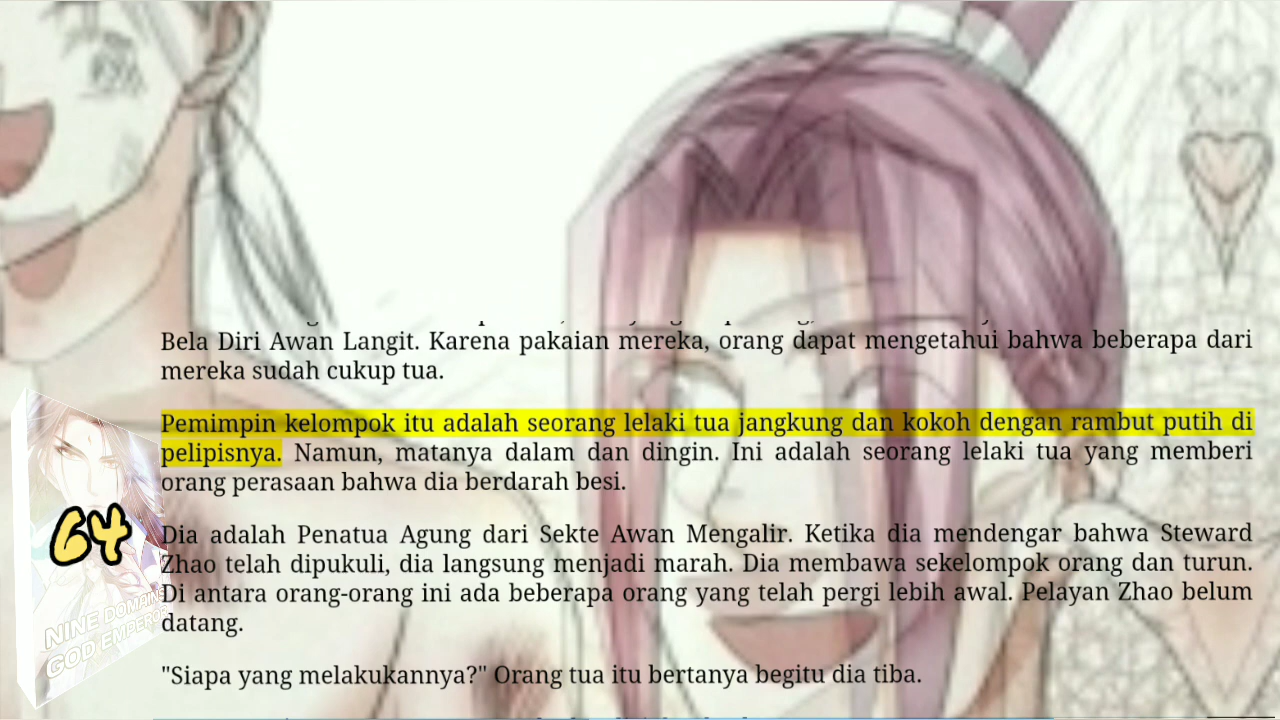 Bela Diri Awan Langit. Karena pakaian mereka, orang dapat mengetahui bahwa beberapa dari
mereka sudah cukup tua.
Pemimpin kelompok itu adalah seorang lelaki tua jangkung dan kokoh dengan rambut putih di
pelipisnya. Namun, matanya dalam dan dingin. Ini adalah seorang lelaki tua yang memberi
orang perasaan bahwa dia berdarah besi.
Dia adalah Penatua Agung dari Sekte Awan Mengalir. Ketika dia mendengar bahwa Steward
Zhao telah dipukuli, dia langsung menjadi marah. Dia membawa sekelompok orang dan turun.
Di antara orang-orang ini ada beberapa orang yang telah pergi lebih awal. Pelayan Zhao belum
datang.
"Siapa yang melakukannya?" Orang tua itu bertanya begitu dia tiba.
64
NINE DOMAINS
GOD EMPEROR